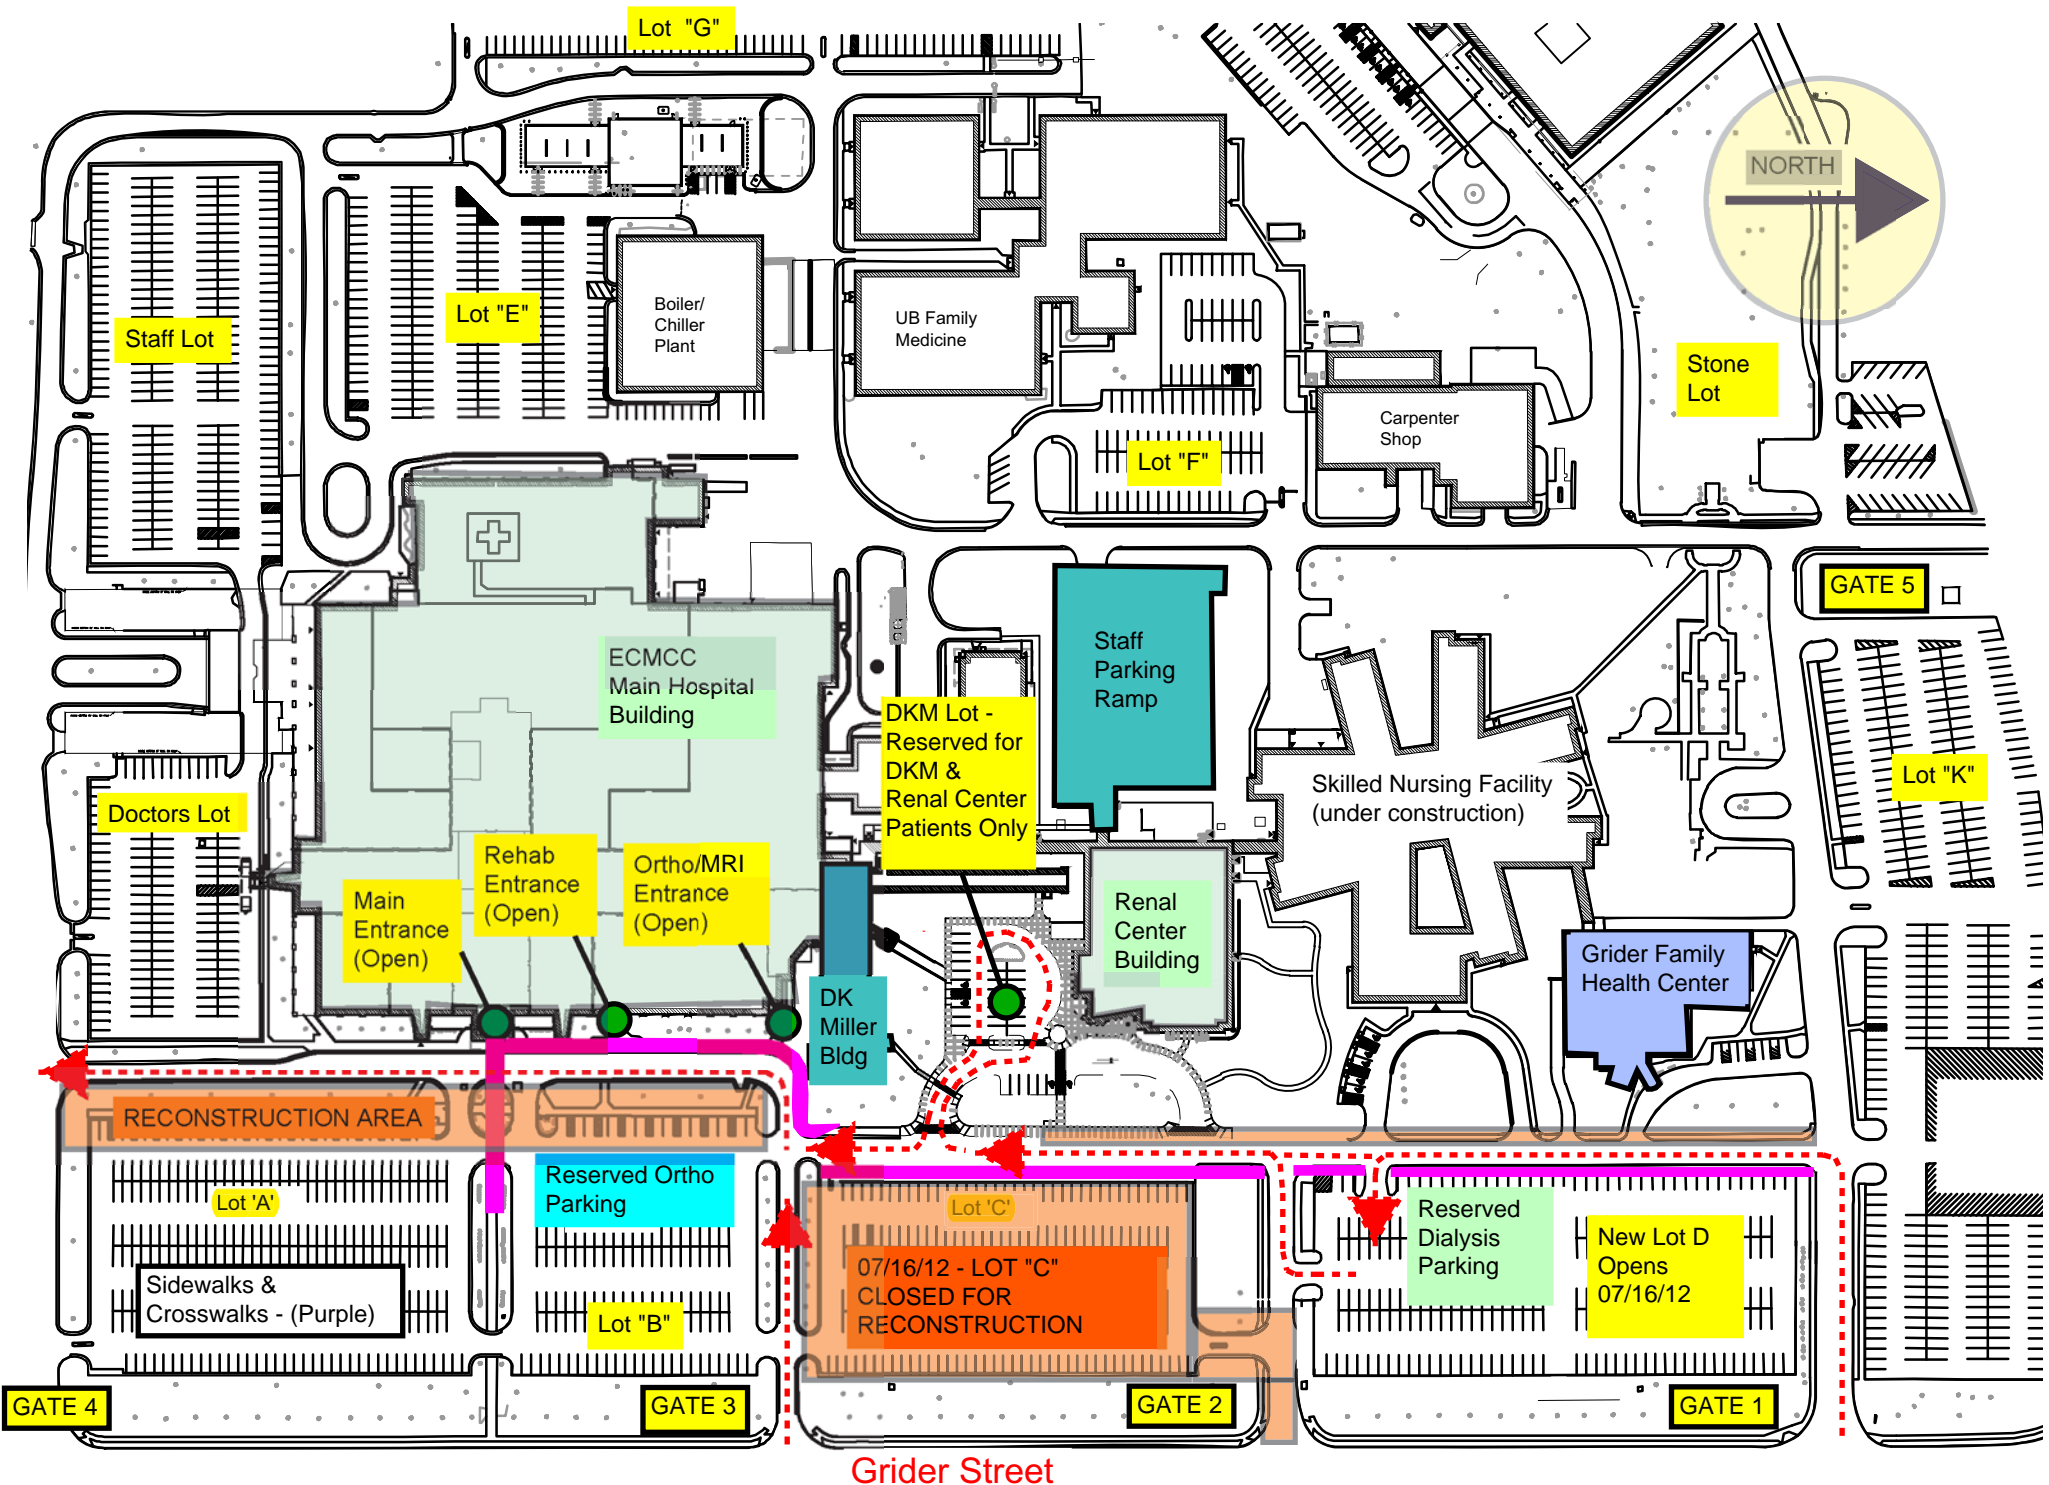 Lot "G"
NORTH
Staff Lot
Lot "E"
Boiler/
Chiller
Plant
UB Family
Medicine
Stone
Lot
Carpenter
Shop
Lot "F"
GATE 5
Staff
Parking
Ramp
ECMCC
Main Hospital
Building
DKM Lot -
Reserved for
DKM &
Renal Center
Patients Only
Skilled Nursing Facility
(under construction)
Lot "K"
Doctors Lot
Main
Entrance
(Open)
Rehab
Entrance
(Open)
Ortho/MRI
Entrance
(Open)
Renal
Center
Building
Grider Family
Health Center
DK
Miller
Bldg
RECONSTRUCTION AREA
Reserved Ortho
Parking
Lot 'A'
Lot 'C'
Reserved
Dialysis
Parking
New Lot D
Opens
07/16/12
Sidewalks &
Crosswalks - (Purple)
Lot "B"
07/16/12 - LOT "C"
CLOSED FOR
RECONSTRUCTION
GATE 4
GATE 3
GATE 2
GATE 1
Grider Street